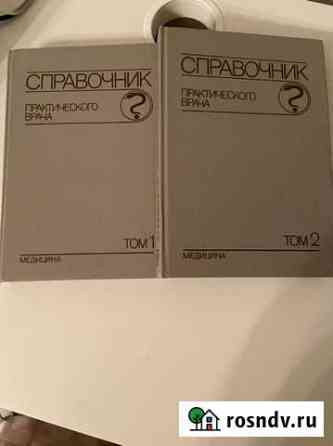 СПРАВОЧНИК
ПРАКТИЧЕСКОГО
ВРАЧА
?
ТОМ 1
МЕДИЦИНА
СПРАВОЧНИК
ПРАКТИЧЕСКОГО
ВРАЧА
?
ТОМ 2
МЕДИЦИНА
rosndv.ru